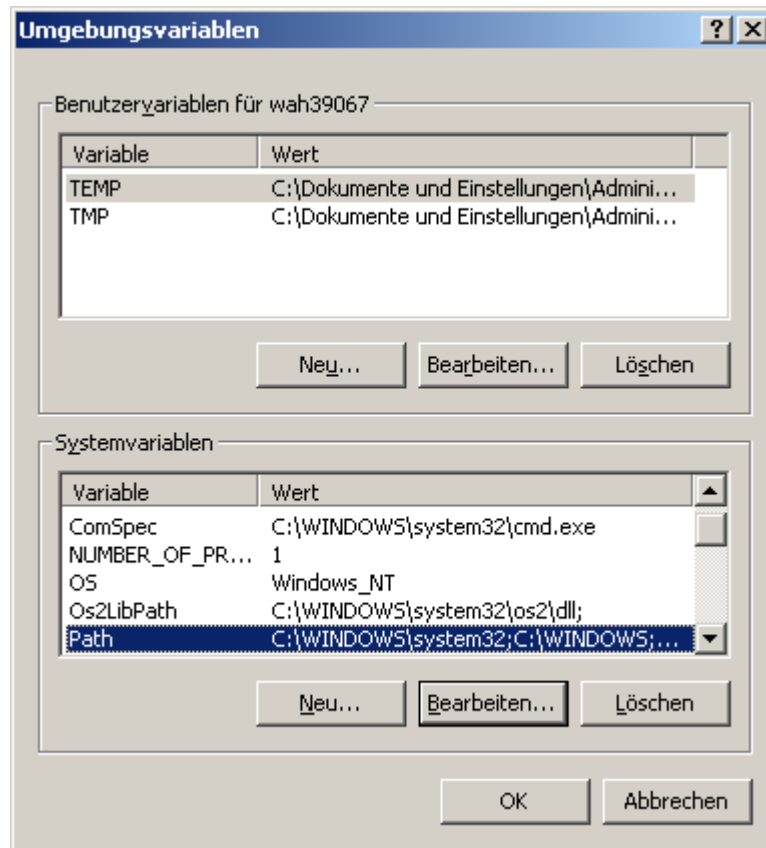 Umgebungsvariablen
Benutzervariablen für wah39067
Variable Wert
TEMP C:\Dokumente und Einstellungen\Admini...
TMP C:\Dokumente und Einstellungen\Admini...
Neu... Bearbeiten... Löschen
Systemvariablen
Variable Wert
ComSpec C:\WINDOWS\system32\cmd.exe
NUMBER_OF_PR... 1
OS Windows_NT
Os2LibPath C:\WINDOWS\system32\os2\dll;
Path C:\WINDOWS\system32;C:\WINDOWS;...
Neu... Bearbeiten... Löschen
OK Abbrechen